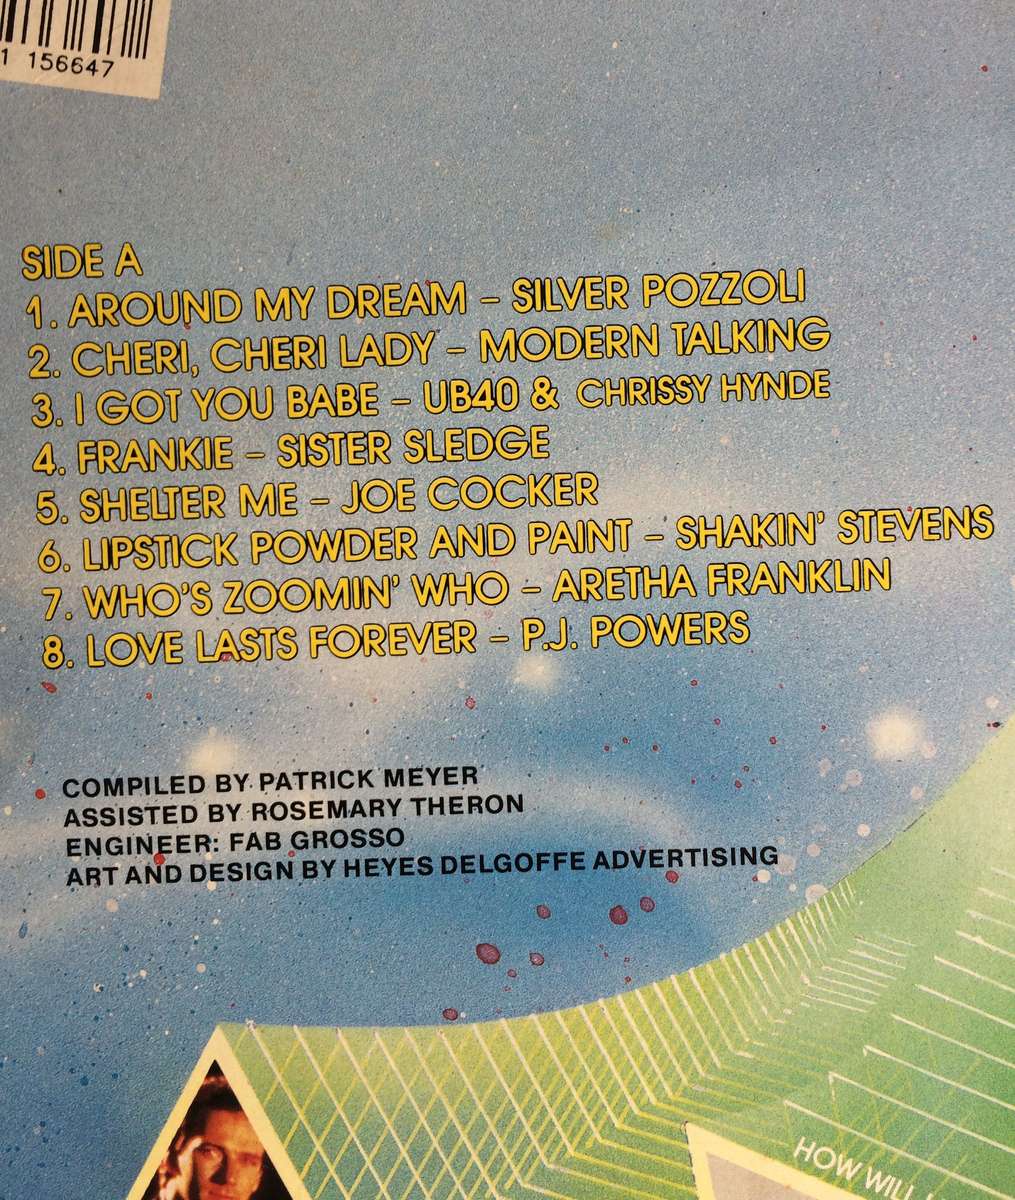 1 156647
SIDE A
1. AROUND MY DREAM – SILVER POZZOLI
2. CHERI, CHERI LADY – MODERN TALKING
3. I GOT YOU BABE – UB40 & CHRISSY HYNDE
4. FRANKIE – SISTER SLEDGE
5. SHELTER ME – JOE COCKER
6. LIPSTICK POWDER AND PAINT – SHAKIN' STEVENS
7. WHO'S ZOOMIN' WHO – ARETHA FRANKLIN
8. LOVE LASTS FOREVER – P.J. POWERS
COMPILED BY PATRICK MEYER
ASSISTED BY ROSEMARY THERON
ENGINEER: FAB GROSSO
ART AND DESIGN BY HEYES DELGOFFE ADVERTISING
HOW WILL